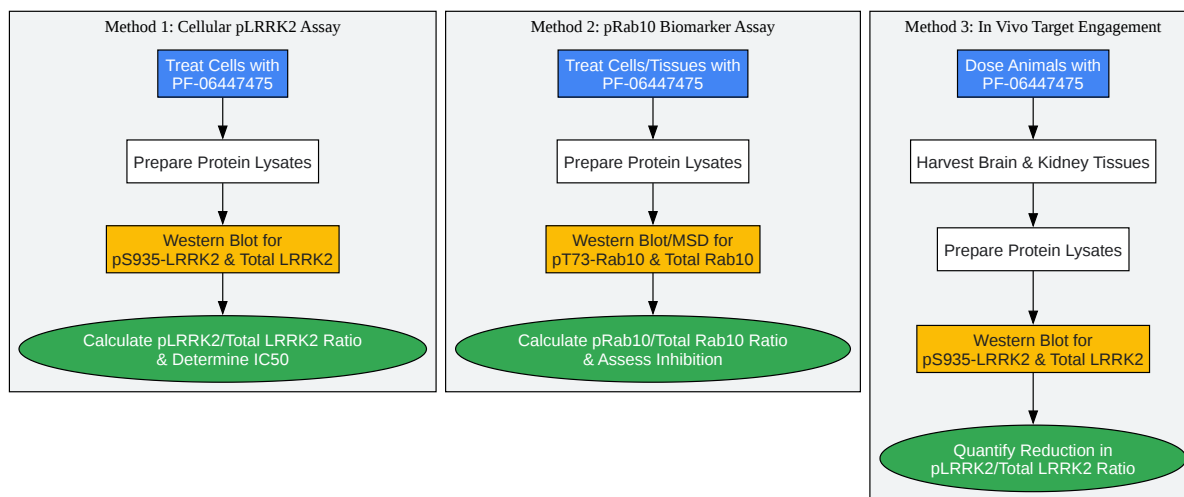 Method 1: Cellular pLRRK2 Assay
Treat Cells with
PF-06447475
Prepare Protein Lysates
Western Blot for
pS935-LRRK2 & Total LRRK2
Calculate pLRRK2/Total LRRK2 Ratio
& Determine IC50
Method 2: pRab10 Biomarker Assay
Treat Cells/Tissues with
PF-06447475
Prepare Protein Lysates
Western Blot/MSD for
pT73-Rab10 & Total Rab10
Calculate pRab10/Total Rab10 Ratio
& Assess Inhibition
Method 3: In Vivo Target Engagement
Dose Animals with
PF-06447475
Harvest Brain & Kidney Tissues
Prepare Protein Lysates
Western Blot for
pS935-LRRK2 & Total LRRK2
Quantify Reduction in
pLRRK2/Total LRRK2 Ratio